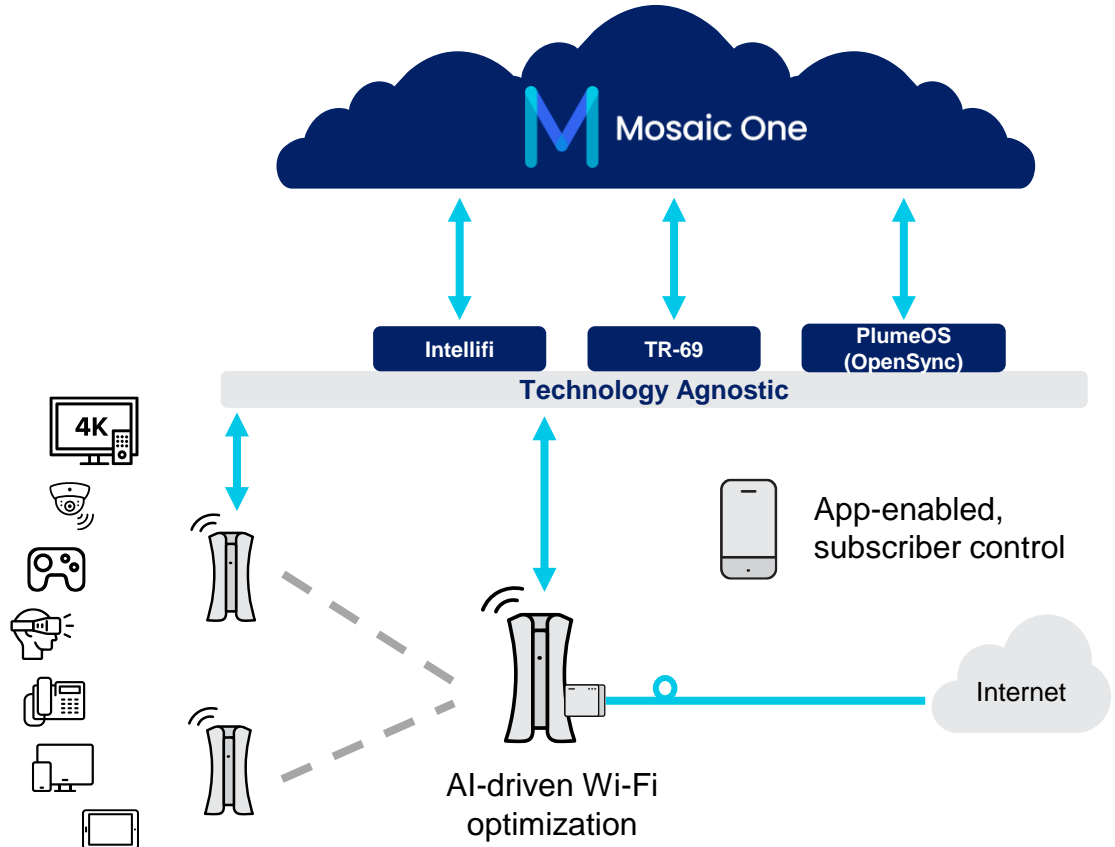 Mosaic One
Intellifi
TR-69
PlumeOS
(OpenSync)
Technology Agnostic
4K
App-enabled,
subscriber control
Internet
AI-driven Wi-Fi
optimization